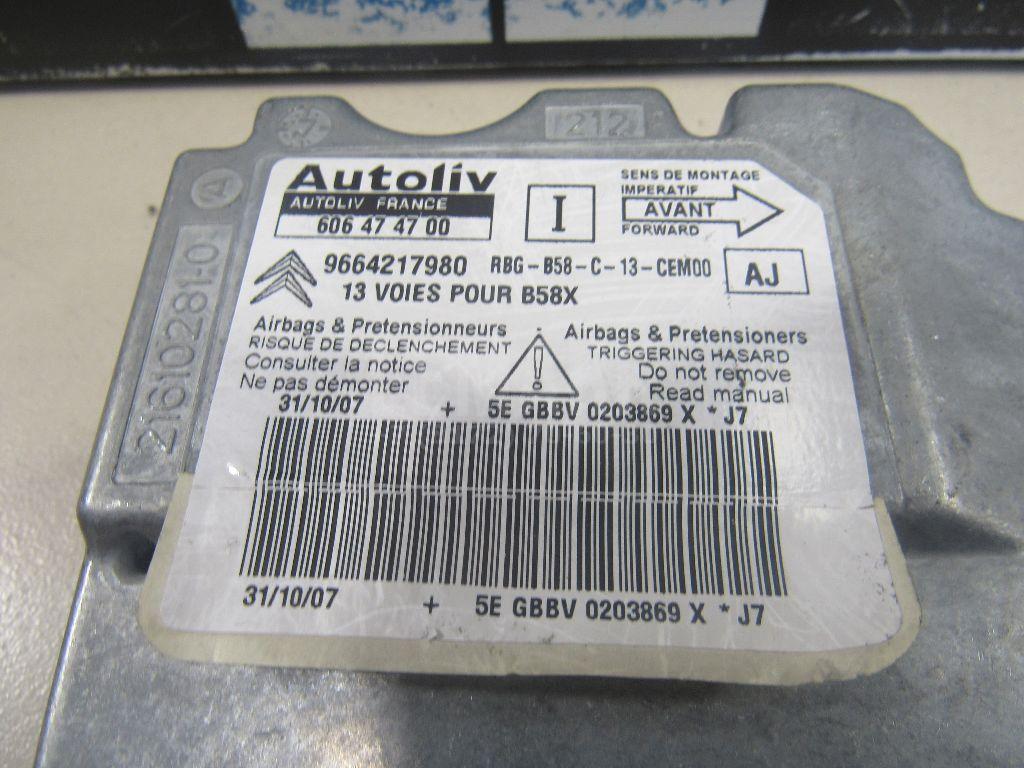 212
A
21610281-0
Autoliv
AUTOLIV FRANCE
606 47 47 00
I
SENS DE MONTAGE
IMPERATIF
AVANT
FORWARD
9664217980 RBG-B58-C-13-CEM00
AJ
13 VOIES POUR B58X
Airbags & Pretensionneurs
RISQUE DE DECLENCHEMENT
Consulter la notice
Ne pas démonter
Airbags & Pretensioners
TRIGGERING HASARD
Do not remove
Read manual
31/10/07 + 5E GBBV 0203869 X *J7
31/10/07 + 5E GBBV 0203869 X *J7